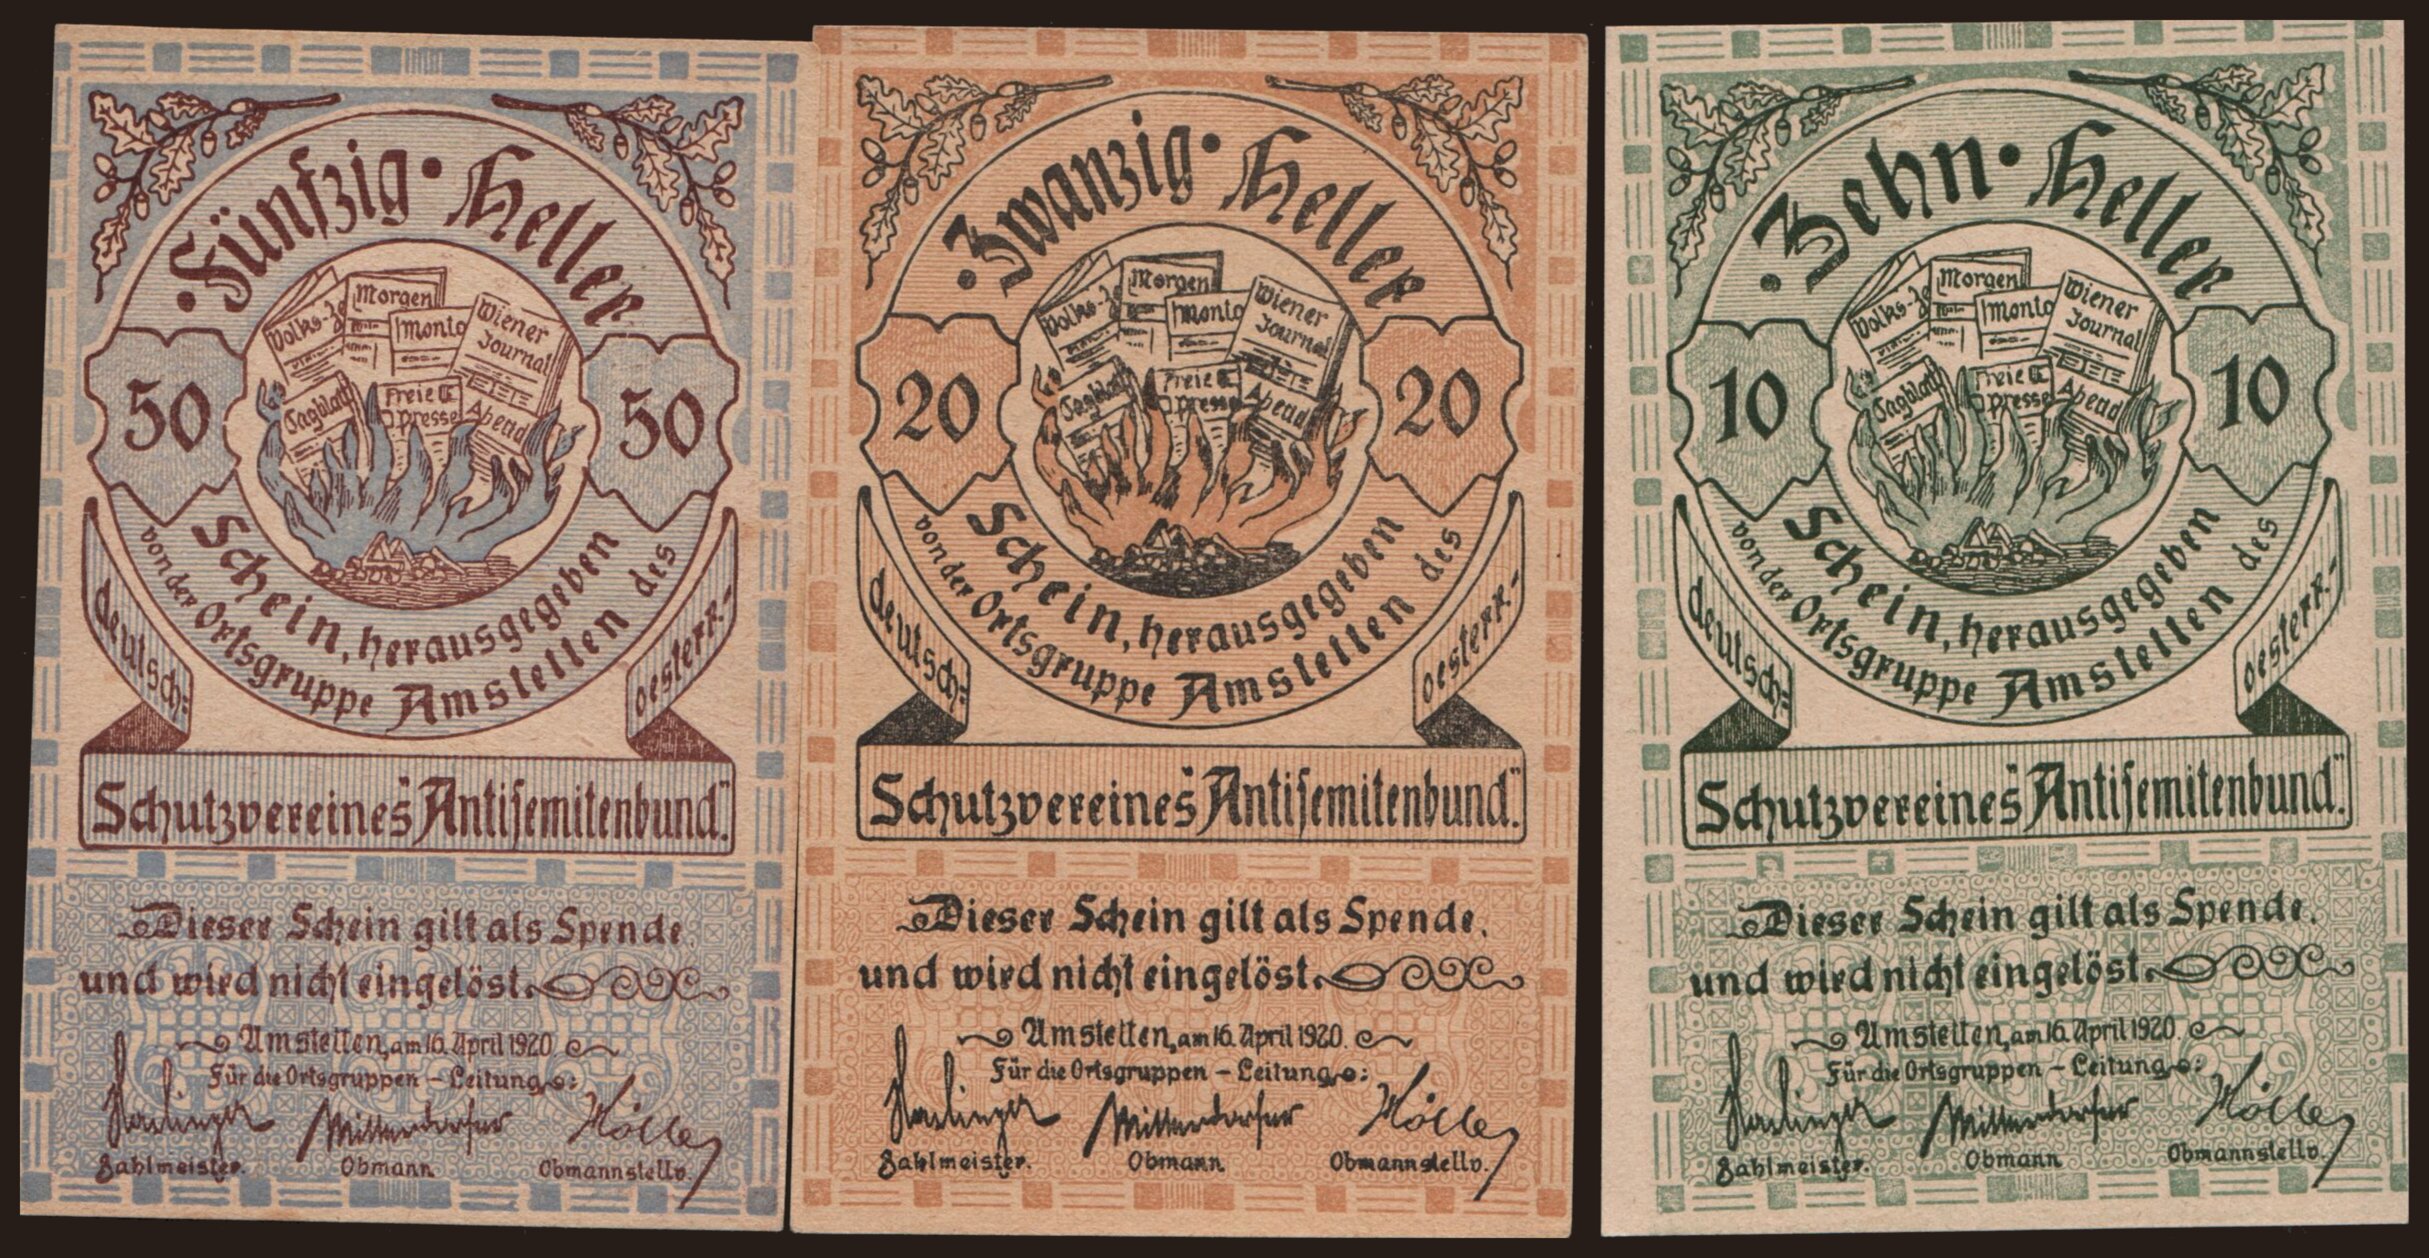 ·Fünfzig·Heller
Volks-Z
Morgen
Monta
Wiener
Journal
Tagblatt
Freie
Presse
Abend
50
50
Schein, herausgegeben
von der Ortsgruppe Amstetten des
deutsch-
oesterr.-
Schutzvereines "Antisemitenbund".
Dieser Schein gilt als Spende,
und wird nicht eingelöst.
Amstetten, am 16. April 1920.
Für die Ortsgruppen-Leitung:
Mitterdorfer
Hölle
Zahlmeister.
Obmann
Obmannstellv.
·Zwanzig·Heller
Volks-Z
Morgen
Monta
Wiener
Journal
Tagblatt
Freie
Presse
Abend
20
20
Schein, herausgegeben
von der Ortsgruppe Amstetten des
deutsch-
oesterr.-
Schutzvereines "Antisemitenbund".
Dieser Schein gilt als Spende,
und wird nicht eingelöst.
Amstetten, am 16. April 1920.
Für die Ortsgruppen-Leitung:
Mitterdorfer
Hölle
Zahlmeister.
Obmann
Obmannstellv.
·Zehn·Heller
Volks-Z
Morgen
Monta
Wiener
Journal
Tagblatt
Freie
Presse
Abend
10
10
Schein, herausgegeben
von der Ortsgruppe Amstetten des
deutsch-
oesterr.-
Schutzvereines "Antisemitenbund".
Dieser Schein gilt als Spende,
und wird nicht eingelöst.
Amstetten, am 16. April 1920.
Für die Ortsgruppen-Leitung:
Mitterdorfer
Hölle
Zahlmeister.
Obmann
Obmannstellv.